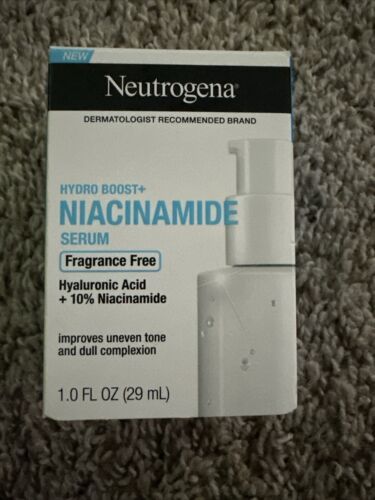 NEW
Neutrogena®
DERMATOLOGIST RECOMMENDED BRAND
HYDRO BOOST+
NIACINAMIDE
SERUM
Fragrance Free
Hyaluronic Acid
+ 10% Niacinamide
improves uneven tone
and dull complexion
1.0 FL OZ (29 mL)